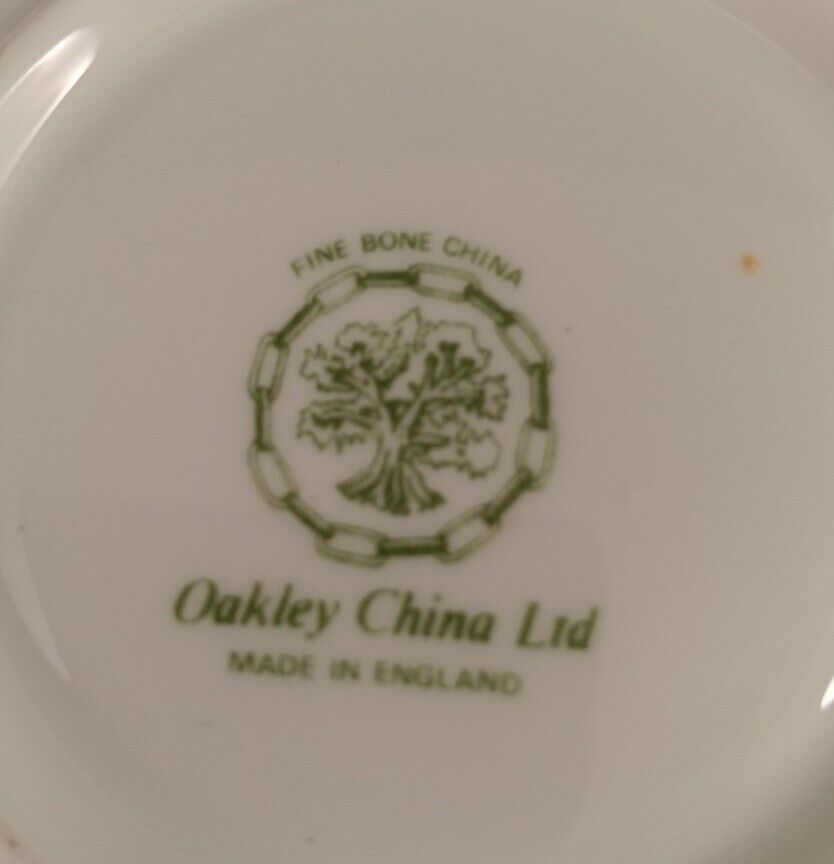 FINE BONE CHINA
Oakley China Ltd
MADE IN ENGLAND